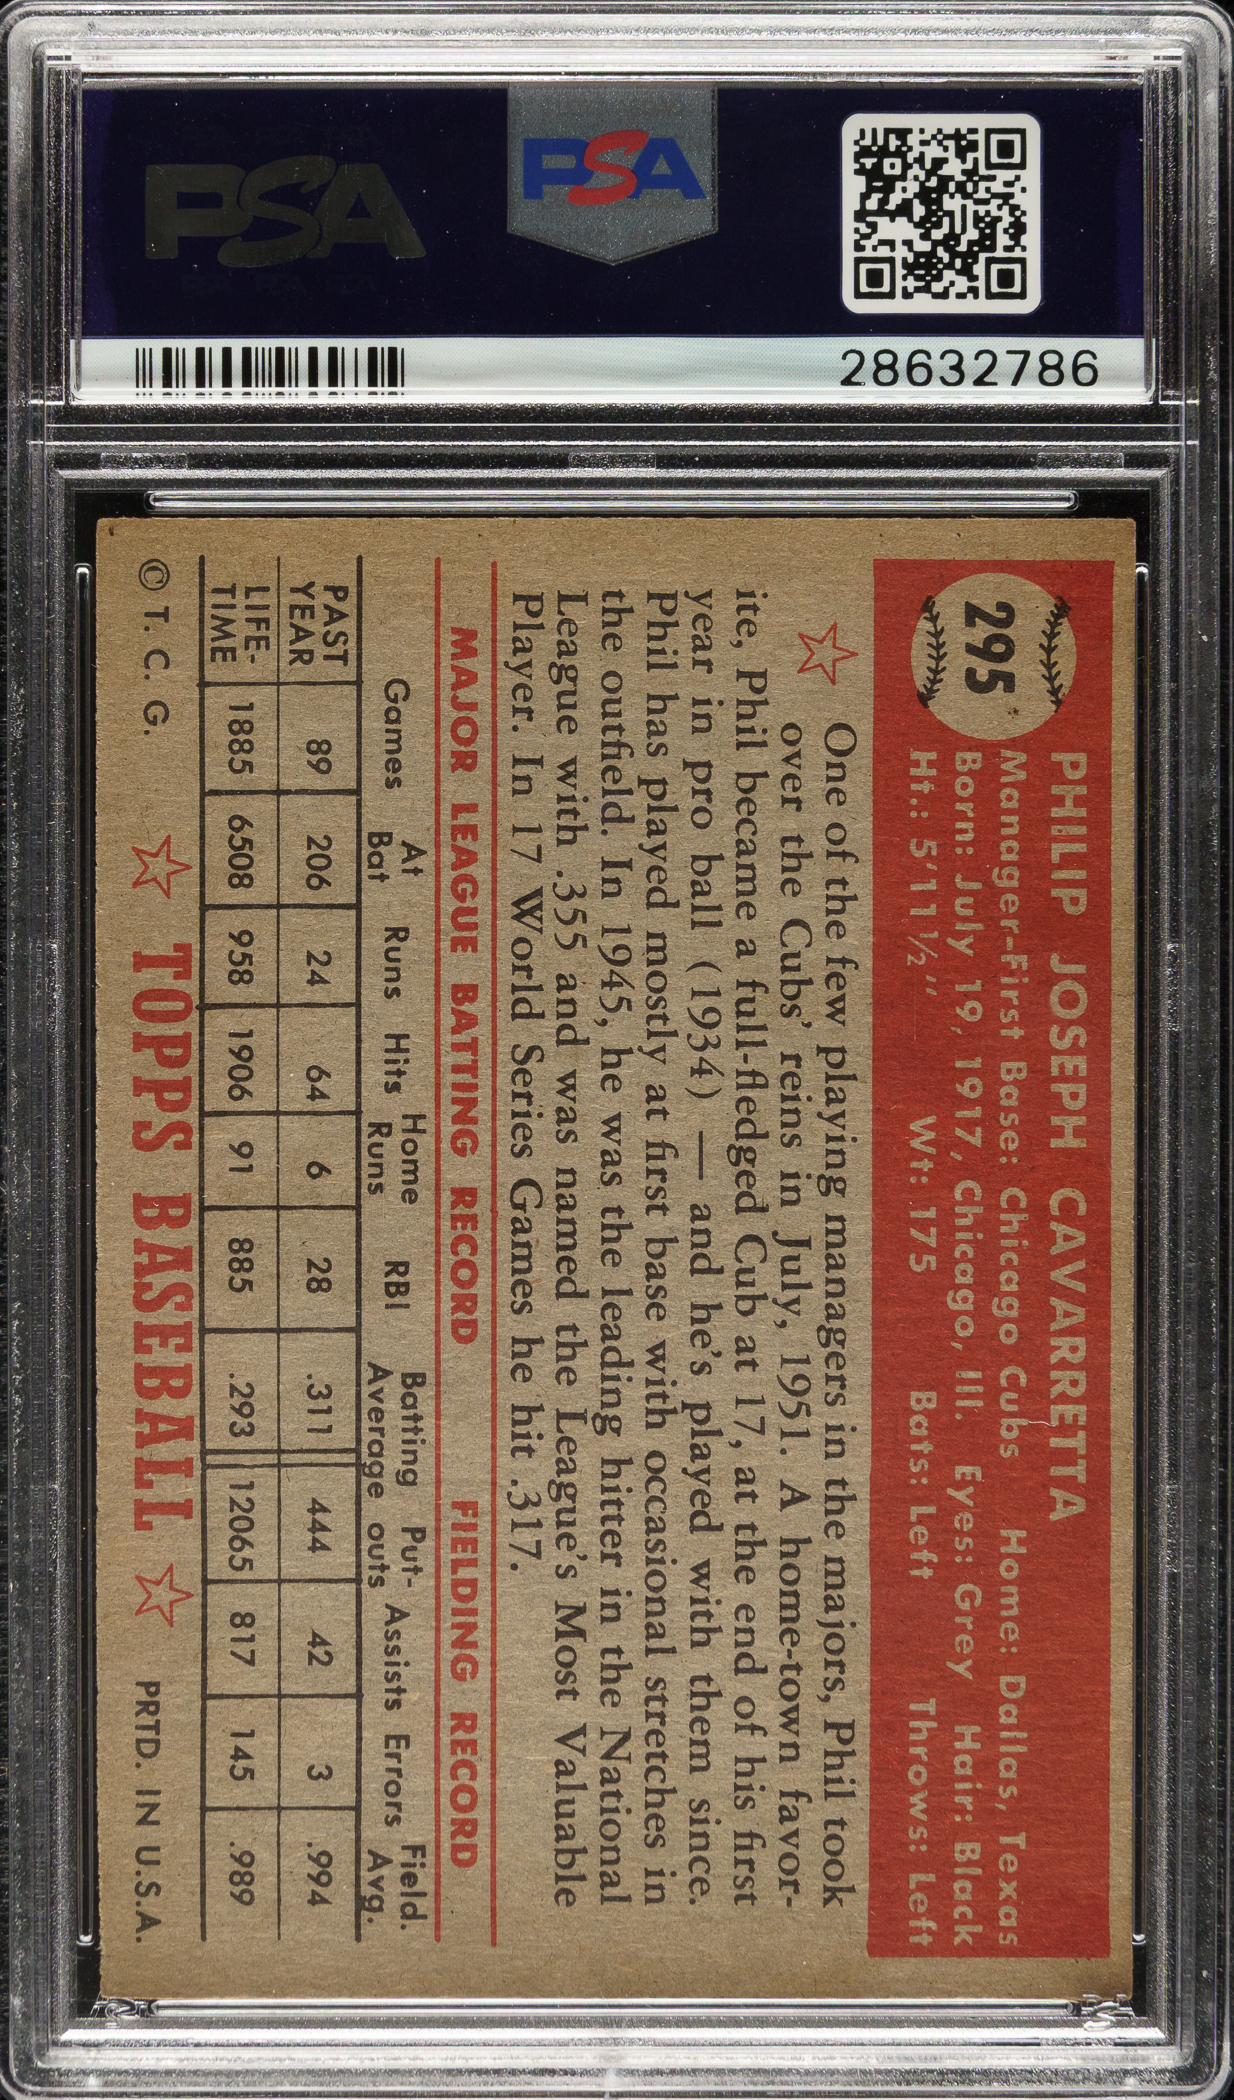 PSA
PSA
28632786
295
PHILIP JOSEPH CAVARRETTA
Manager-First Base: Chicago Cubs Home: Dallas, Texas
Born: July 19, 1917, Chicago, Ill. Eyes: Grey Hair: Black
Ht.: 5'11½" Wt: 175 Bats: Left Throws: Left
One of the few playing managers in the majors, Phil took
over the Cubs' reins in July, 1951. A home-town favor-
ite, Phil became a full-fledged Cub at 17, at the end of his first
year in pro ball (1934) — and he's played with them since.
Phil has played mostly at first base with occasional stretches in
the outfield. In 1945, he was the leading hitter in the National
League with .355 and was named the League's Most Valuable
Player. In 17 World Series Games he hit .317.
MAJOR LEAGUE BATTING RECORD FIELDING RECORD
Games At Bat Runs Hits Home Runs RBI Batting Average Put-outs Assists Errors Field. Avg.
PAST YEAR 89 206 24 64 6 28 .311 444 42 3 .994
LIFE-TIME 1885 6508 958 1906 91 885 .293 12065 817 145 .989
© T. C. G. TOPPS BASEBALL PRTD. IN U.S.A.
PSA
PSA